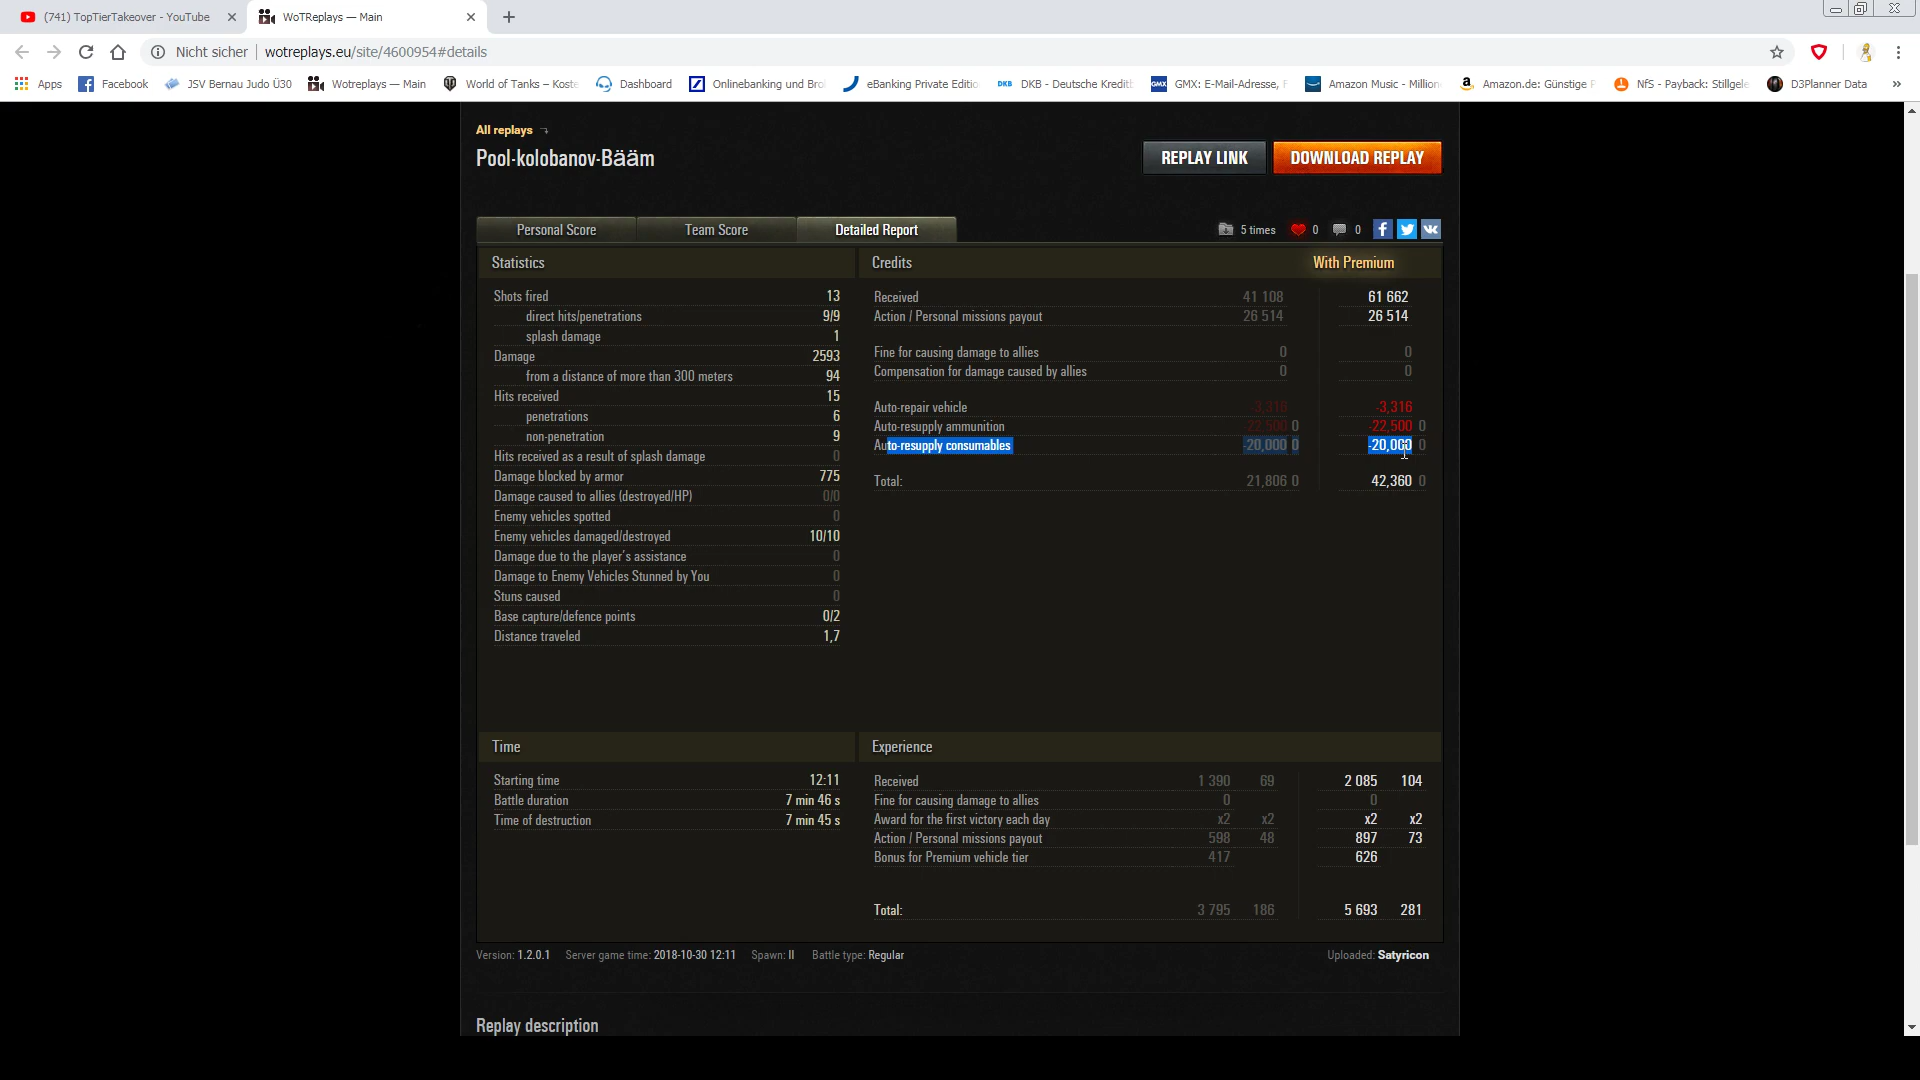 (741) TopTierTakeover - YouTube
WoTReplays — Main
Nicht sicher | wotreplays.eu/site/4600954#details
Apps Facebook JSV Bernau Judo Ü30 Wotreplays — Main World of Tanks – Koste Dashboard Onlinebanking und Bro eBanking Private Editio DKB DKB - Deutsche Kreditb GMX GMX: E-Mail-Adresse, F Amazon Music - Million Amazon.de: Günstige P NfS - Payback: Stillgele D3Planner Data »
All replays
Pool-kolobanov-Bääm
REPLAY LINK
DOWNLOAD REPLAY
Personal Score Team Score Detailed Report 5 times 0 0
Statistics
Shots fired 13
direct hits/penetrations 9/9
splash damage 1
Damage 2593
from a distance of more than 300 meters 94
Hits received 15
penetrations 6
non-penetration 9
Hits received as a result of splash damage 0
Damage blocked by armor 775
Damage caused to allies (destroyed/HP) 0/0
Enemy vehicles spotted 0
Enemy vehicles damaged/destroyed 10/10
Damage due to the player's assistance 0
Damage to Enemy Vehicles Stunned by You 0
Stuns caused 0
Base capture/defence points 0/2
Distance traveled 1,7
Credits With Premium
Received 41 108 61 662
Action / Personal missions payout 26 514 26 514
Fine for causing damage to allies 0 0
Compensation for damage caused by allies 0 0
Auto-repair vehicle -3,316 -3,316
Auto-resupply ammunition -22,500 0 -22,500 0
Auto-resupply consumables -20,000 0 -20,000 0
Total: 21,806 0 42,360 0
Time
Starting time 12:11
Battle duration 7 min 46 s
Time of destruction 7 min 45 s
Experience
Received 1 390 69 2 085 104
Fine for causing damage to allies 0 0
Award for the first victory each day x2 x2 x2 x2
Action / Personal missions payout 598 48 897 73
Bonus for Premium vehicle tier 417 626
Total: 3 795 186 5 693 281
Version: 1.2.0.1 Server game time: 2018-10-30 12:11 Spawn: II Battle type: Regular Uploaded: Satyricon
Replay description